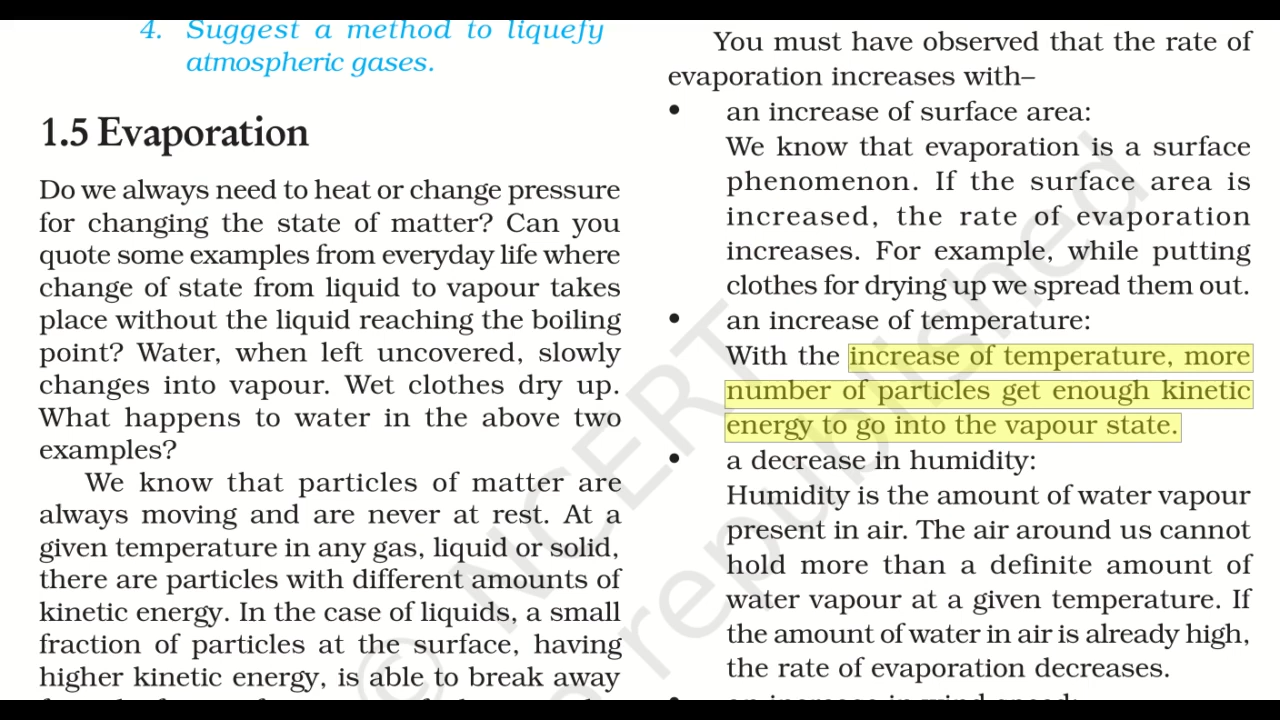 4. Suggest a method to liquefy
atmospheric gases.
1.5 Evaporation
Do we always need to heat or change pressure
for changing the state of matter? Can you
quote some examples from everyday life where
change of state from liquid to vapour takes
place without the liquid reaching the boiling
point? Water, when left uncovered, slowly
changes into vapour. Wet clothes dry up.
What happens to water in the above two
examples?
We know that particles of matter are
always moving and are never at rest. At a
given temperature in any gas, liquid or solid,
there are particles with different amounts of
kinetic energy. In the case of liquids, a small
fraction of particles at the surface, having
higher kinetic energy, is able to break away
You must have observed that the rate of
evaporation increases with–
• an increase of surface area:
We know that evaporation is a surface
phenomenon. If the surface area is
increased, the rate of evaporation
increases. For example, while putting
clothes for drying up we spread them out.
• an increase of temperature:
With the increase of temperature, more
number of particles get enough kinetic
energy to go into the vapour state.
• a decrease in humidity:
Humidity is the amount of water vapour
present in air. The air around us cannot
hold more than a definite amount of
water vapour at a given temperature. If
the amount of water in air is already high,
the rate of evaporation decreases.
• an increase in wind speed:
© NCERT
republished